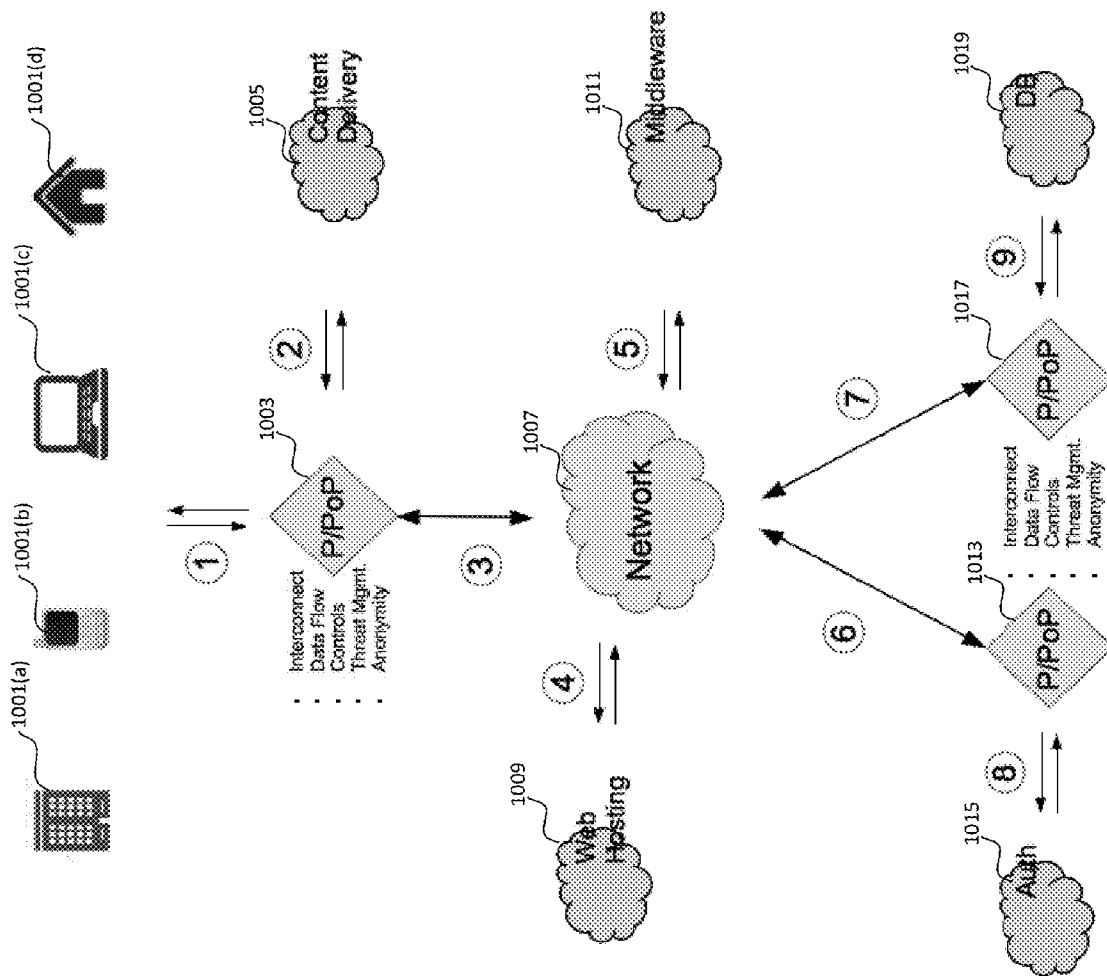 1001(a)
1001(b)
1001(c)
1001(d)
1
1003
P/PoP
Interconnect
Data Flow
Controls
Threat Mgmt.
Anonymity
2
1005
Content
Delivery
3
1007
Network
4
1009
Web
Hosting
5
1011
Middleware
6
7
1013
P/PoP
Interconnect
Data Flow
Controls
Threat Mgmt.
Anonymity
1017
P/PoP
8
1015
Auth
9
1019
DB